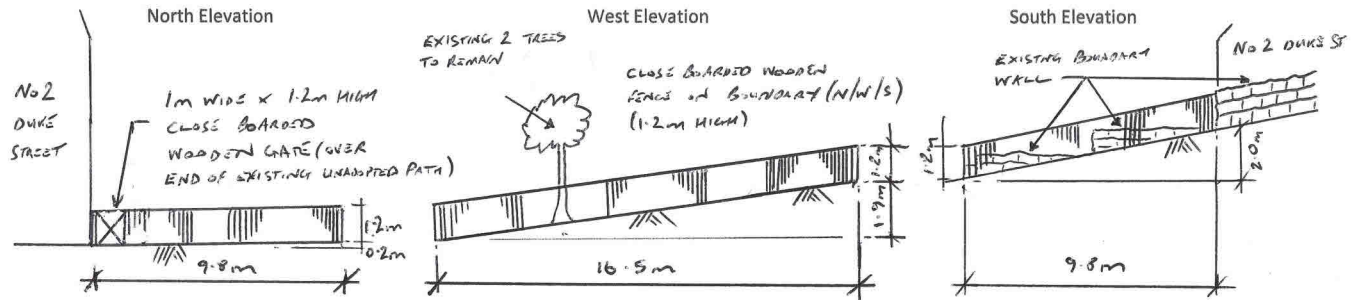 North Elevation
No2
DUKE
STREET
1m WIDE x 1.2m HIGH
CLOSE BOARDED
WOODEN GATE (OVER
END OF EXISTING UNADOPTED PATH)
1.2m
0.2m
9.8m
West Elevation
EXISTING 2 TREES
TO REMAIN
CLOSE BOARDED WOODEN
FENCE ON BOUNDARY (N/W/S)
(1.2m HIGH)
1.2m
1.9m
16.5m
South Elevation
EXISTNG BOUNDARY
WALL
No 2 DUKE ST
1.2m
2.0m
9.8m